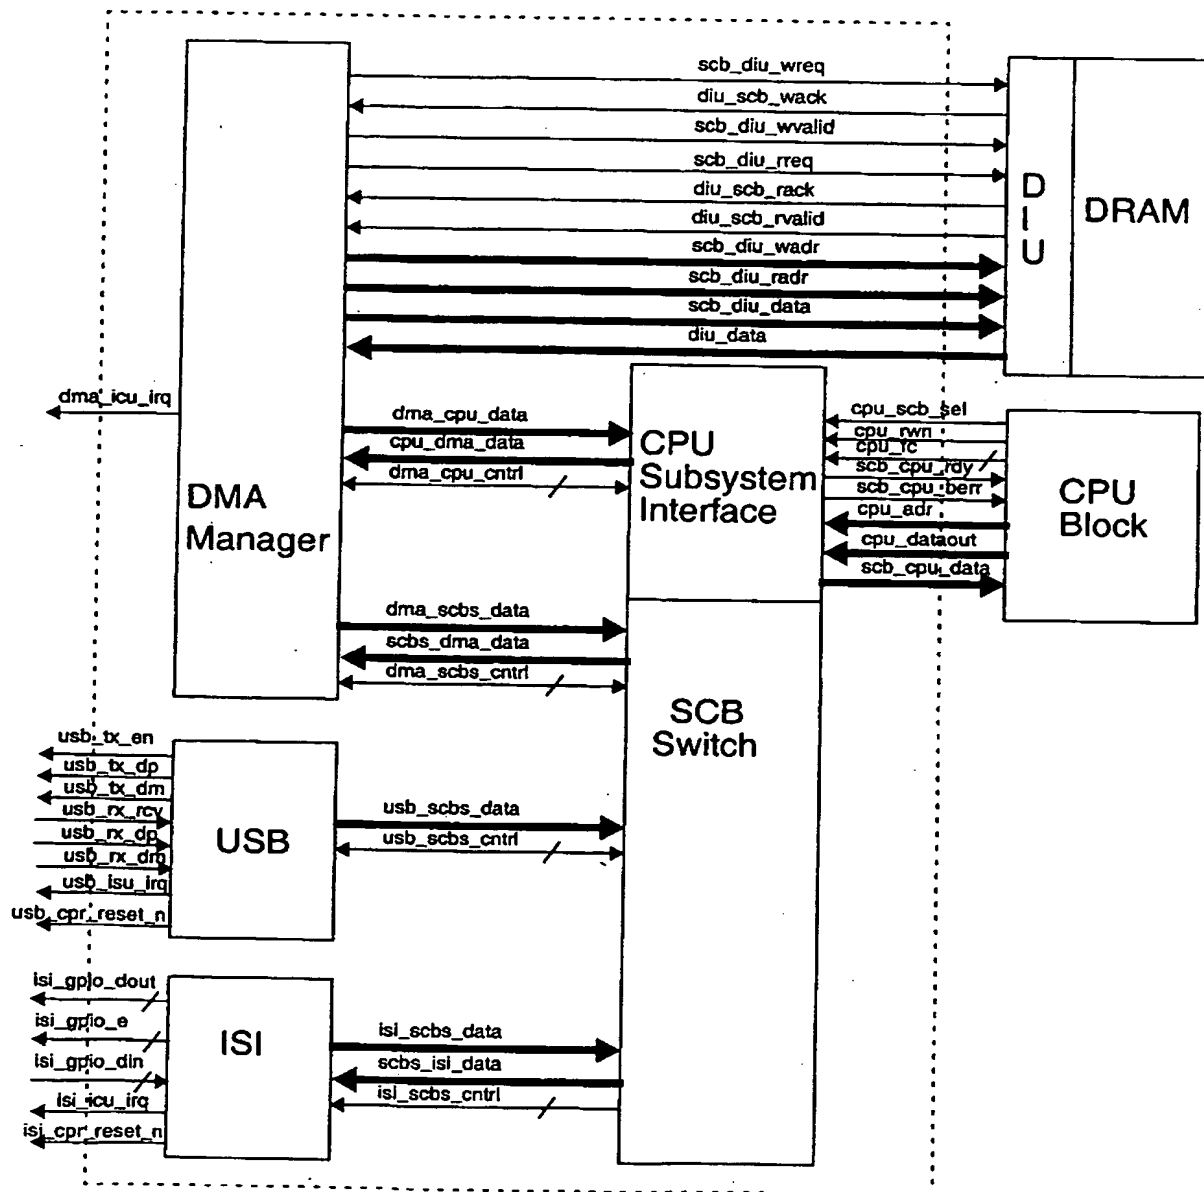 scb_diu_wreq
diu_scb_wack
scb_diu_wvalid
scb_diu_rreq
diu_scb_rack
diu_scb_rvalid
scb_diu_wadr
scb_diu_radr
scb_diu_data
diu_data
D
I
U
DRAM
dma_icu_irq
DMA
Manager
dma_cpu_data
cpu_dma_data
dma_cpu_cntrl
CPU
Subsystem
Interface
cpu_scb_sel
cpu_rwn
cpu_fc
scb_cpu_rdy
scb_cpu_berr
cpu_adr
cpu_dataout
scb_cpu_data
CPU
Block
dma_scbs_data
scbs_dma_data
dma_scbs_cntrl
SCB
Switch
usb_tx_en
usb_tx_dp
usb_tx_dm
usb_rx_rcv
usb_rx_dp
usb_rx_dm
usb_isu_irq
usb_cpr_reset_n
USB
usb_scbs_data
usb_scbs_cntrl
isi_gpio_dout
isi_gpio_e
isi_gpio_din
isi_icu_irq
isi_cpr_reset_n
ISI
isi_scbs_data
scbs_isi_data
isi_scbs_cntrl